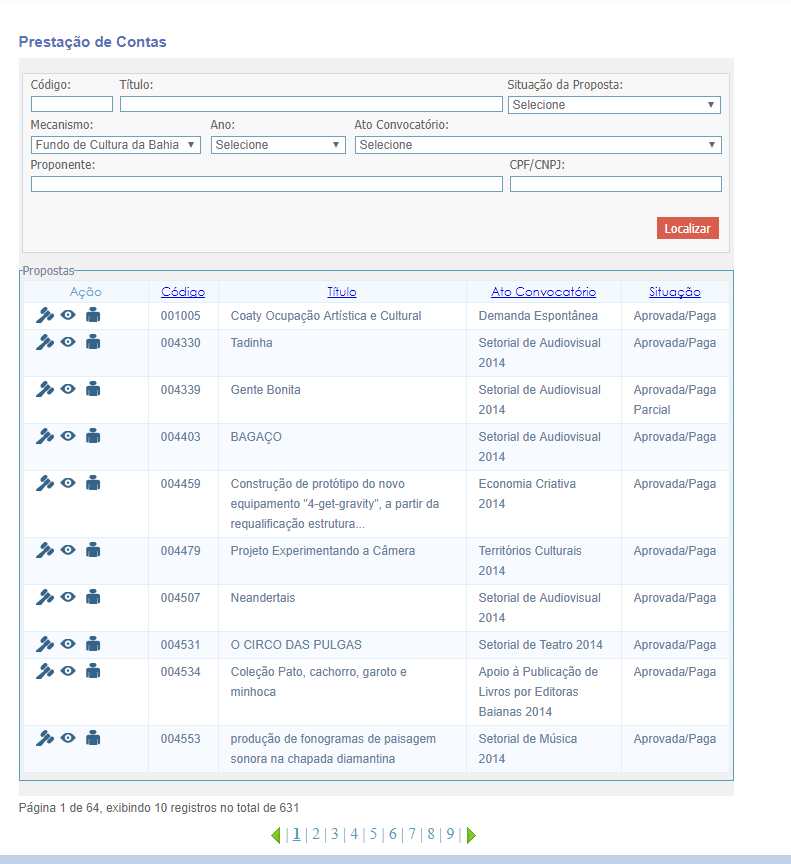 Prestação de Contas
Código: Título: Situação da Proposta:
Selecione
Mecanismo: Ano: Ato Convocatório:
Fundo de Cultura da Bahia Selecione Selecione
Proponente: CPF/CNPJ:
Localizar
Propostas
Ação Código Título Ato Convocatório Situação
001005 Coaty Ocupação Artística e Cultural Demanda Espontânea Aprovada/Paga
004330 Tadinha Setorial de Audiovisual Aprovada/Paga
2014
004339 Gente Bonita Setorial de Audiovisual Aprovada/Paga
2014 Parcial
004403 BAGAÇO Setorial de Audiovisual Aprovada/Paga
2014
004459 Construção de protótipo do novo Economia Criativa Aprovada/Paga
equipamento "4-get-gravity", a partir da 2014
requalificação estrutura...
004479 Projeto Experimentando a Câmera Territórios Culturais Aprovada/Paga
2014
004507 Neandertais Setorial de Audiovisual Aprovada/Paga
2014
004531 O CIRCO DAS PULGAS Setorial de Teatro 2014 Aprovada/Paga
004534 Coleção Pato, cachorro, garoto e Apoio à Publicação de Aprovada/Paga
minhoca Livros por Editoras
Baianas 2014
004553 produção de fonogramas de paisagem Setorial de Música Aprovada/Paga
sonora na chapada diamantina 2014
Página 1 de 64, exibindo 10 registros no total de 631
| 1 | 2 | 3 | 4 | 5 | 6 | 7 | 8 | 9 |